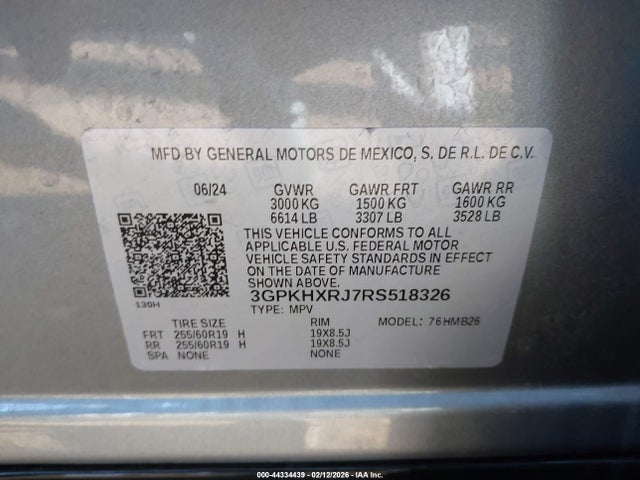 MFD BY GENERAL MOTORS DE MEXICO, S. DE R.L. DE C.V.
06/24 GVWR GAWR FRT GAWR RR
3000 KG 1500 KG 1600 KG
6614 LB 3307 LB 3528 LB
THIS VEHICLE CONFORMS TO ALL
APPLICABLE U.S. FEDERAL MOTOR
VEHICLE SAFETY STANDARDS IN EFFECT
ON THE DATE OF MANUFACTURE
SHOWN ABOVE.
3GPKHXRJ7RS518326
130H
TYPE: MPV MODEL: 76HMB26
TIRE SIZE RIM
FRT 255/60R19 H 19X8.5J
RR 255/60R19 H 19X8.5J
SPA NONE NONE
000-44334439 - 02/12/2026 - IAA Inc.